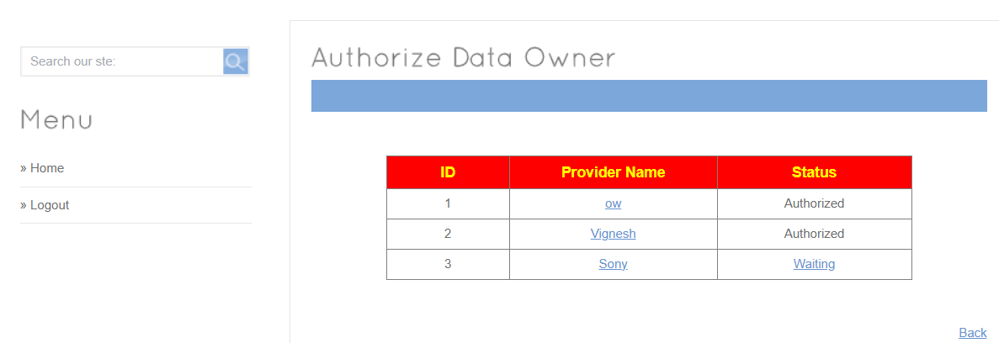 Search our ste:
Menu
» Home
» Logout
Authorize Data Owner
ID Provider Name Status
1 ow Authorized
2 Vignesh Authorized
3 Sony Waiting
Back